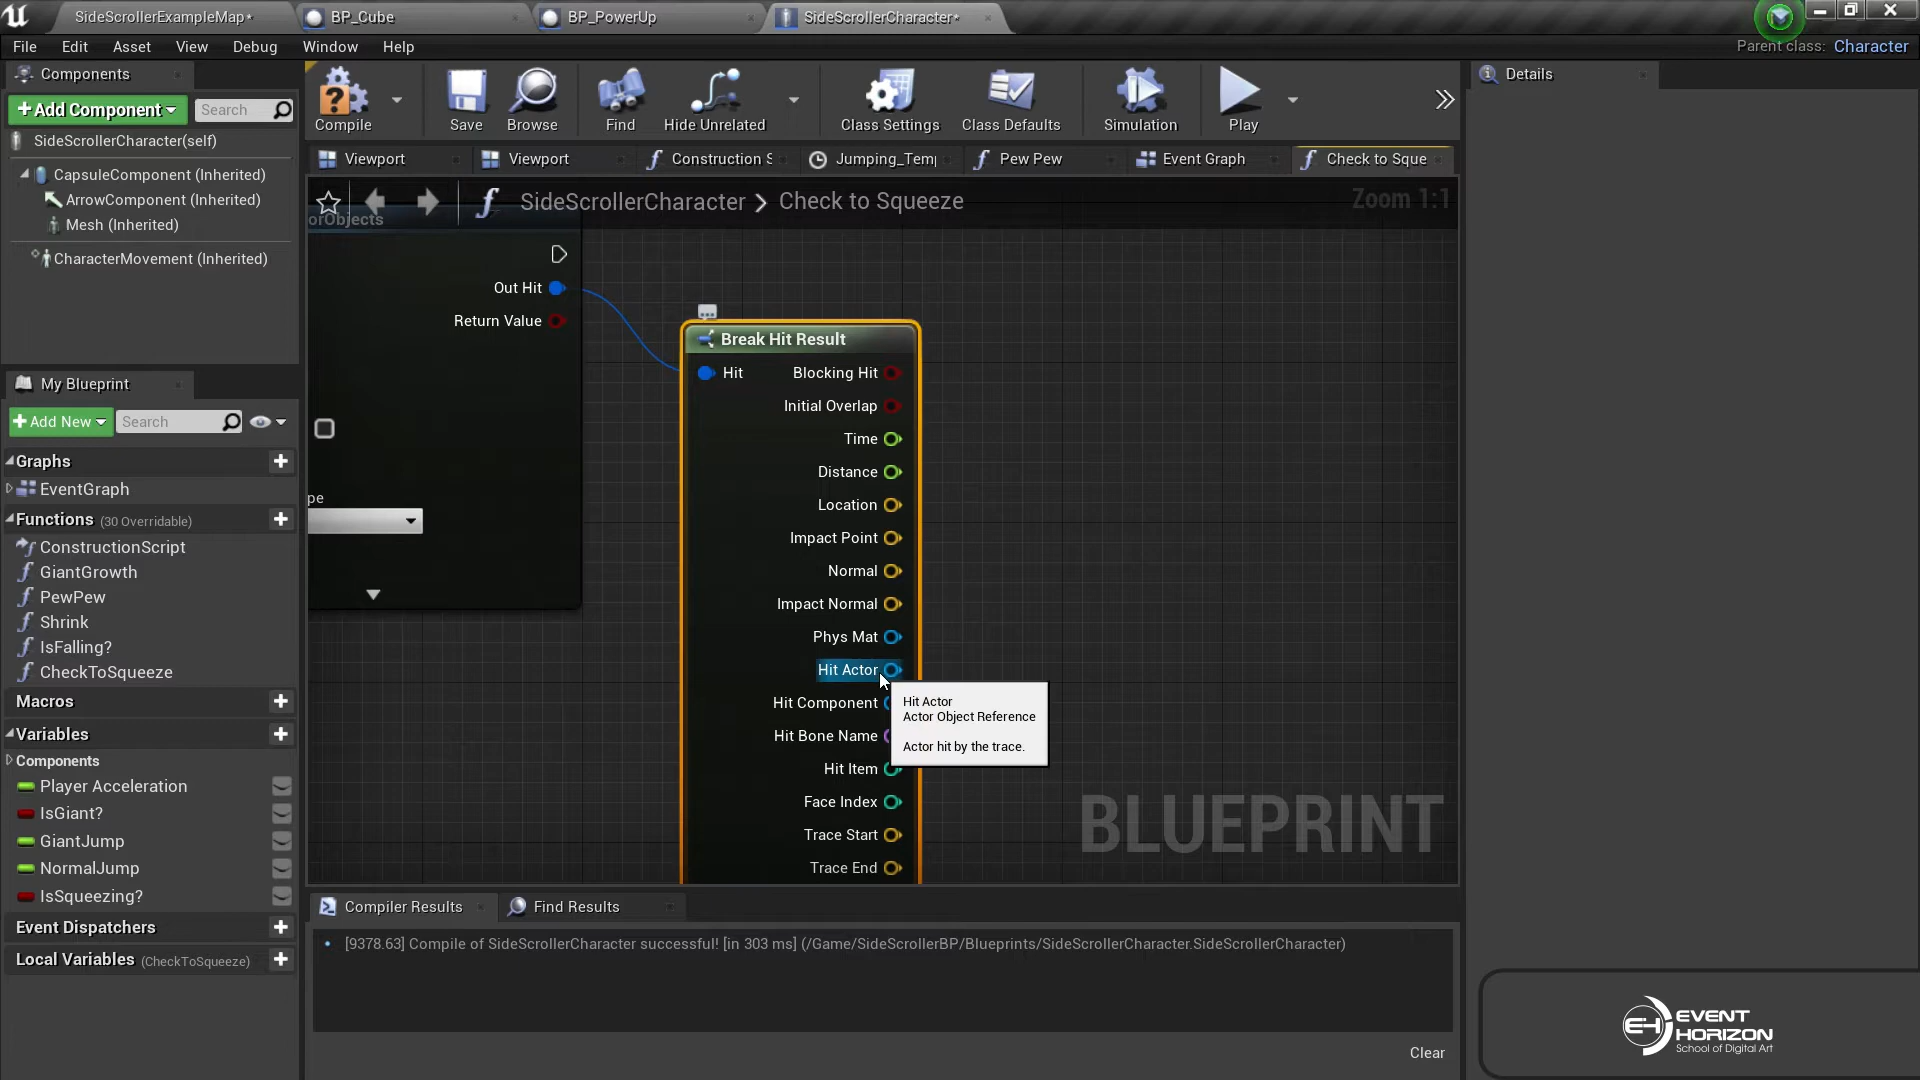 SideScrollerExampleMap*
BP_Cube
BP_PowerUp
SideScrollerCharacter*
File Edit Asset View Debug Window Help
Parent class: Character
Components
+Add Component
Search
SideScrollerCharacter(self)
CapsuleComponent (Inherited)
ArrowComponent (Inherited)
Mesh (Inherited)
CharacterMovement (Inherited)
My Blueprint
+Add New
Search
Graphs
EventGraph
Functions (30 Overridable)
ConstructionScript
GiantGrowth
PewPew
Shrink
IsFalling?
CheckToSqueeze
Macros
Variables
Components
Player Acceleration
IsGiant?
GiantJump
NormalJump
IsSqueezing?
Event Dispatchers
Local Variables (CheckToSqueeze)
Compile
Save
Browse
Find
Hide Unrelated
Class Settings
Class Defaults
Simulation
Play
Viewport
Viewport
Construction S
Jumping_Temp
Pew Pew
Event Graph
Check to Sque
SideScrollerCharacter > Check to Squeeze
Zoom 1:1
orObjects
Out Hit
Return Value
pe
Break Hit Result
Hit
Blocking Hit
Initial Overlap
Time
Distance
Location
Impact Point
Normal
Impact Normal
Phys Mat
Hit Actor
Hit Component
Hit Bone Name
Hit Item
Face Index
Trace Start
Trace End
Hit Actor
Actor Object Reference
Actor hit by the trace.
BLUEPRINT
Compiler Results
Find Results
[9378.63] Compile of SideScrollerCharacter successful! [in 303 ms] (/Game/SideScrollerBP/Blueprints/SideScrollerCharacter.SideScrollerCharacter)
Clear
Details
EH
EVENT
HORIZON
School of Digital Art